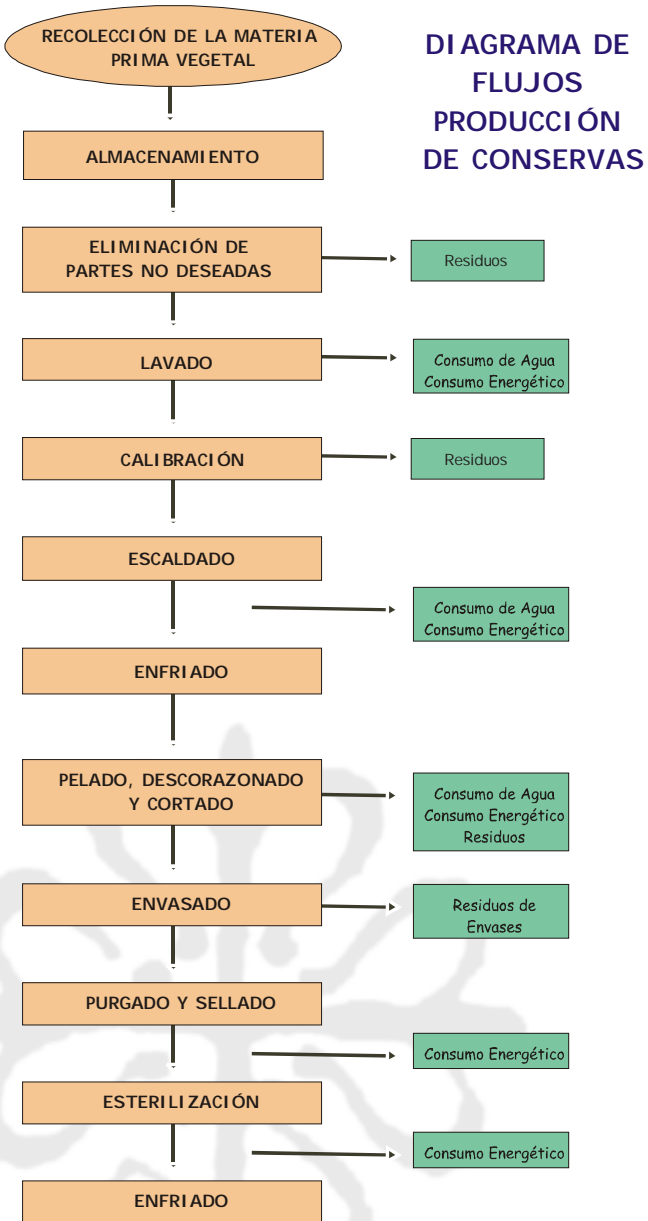 RECOLECCIÓN DE LA MATERIA
PRIMA VEGETAL
DIAGRAMA DE
FLUJOS
PRODUCCIÓN
DE CONSERVAS
ALMACENAMIENTO
ELIMINACIÓN DE
PARTES NO DESEADAS
Residuos
LAVADO
Consumo de Agua
Consumo Energético
CALIBRACIÓN
Residuos
ESCALDADO
Consumo de Agua
Consumo Energético
ENFRIADO
PELADO, DESCORAZONADO
Y CORTADO
Consumo de Agua
Consumo Energético
Residuos
ENVASADO
Residuos de
Envases
PURGADO Y SELLADO
Consumo Energético
ESTERILIZACIÓN
Consumo Energético
ENFRIADO